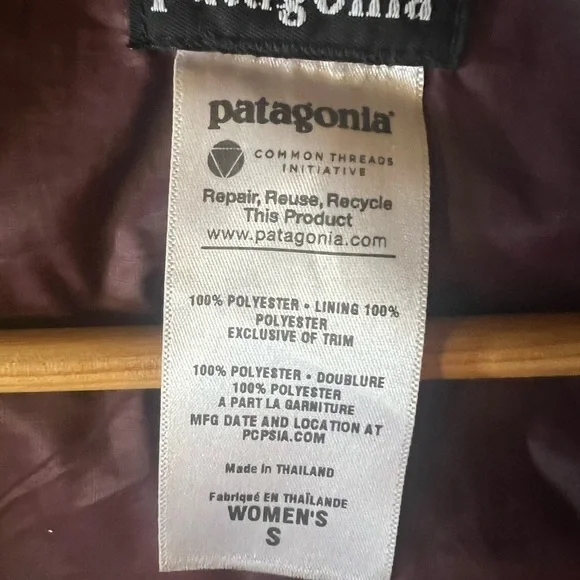 patagonia
patagonia®
COMMON THREADS
INITIATIVE
Repair, Reuse, Recycle
This Product
www.patagonia.com
100% POLYESTER • LINING 100%
POLYESTER
EXCLUSIVE OF TRIM
100% POLYESTER • DOUBLURE
100% POLYESTER
A PART LA GARNITURE
MFG DATE AND LOCATION AT
PCPSIA.COM
Made in THAILAND
Fabriqué EN THAÏLANDE
WOMEN'S
S